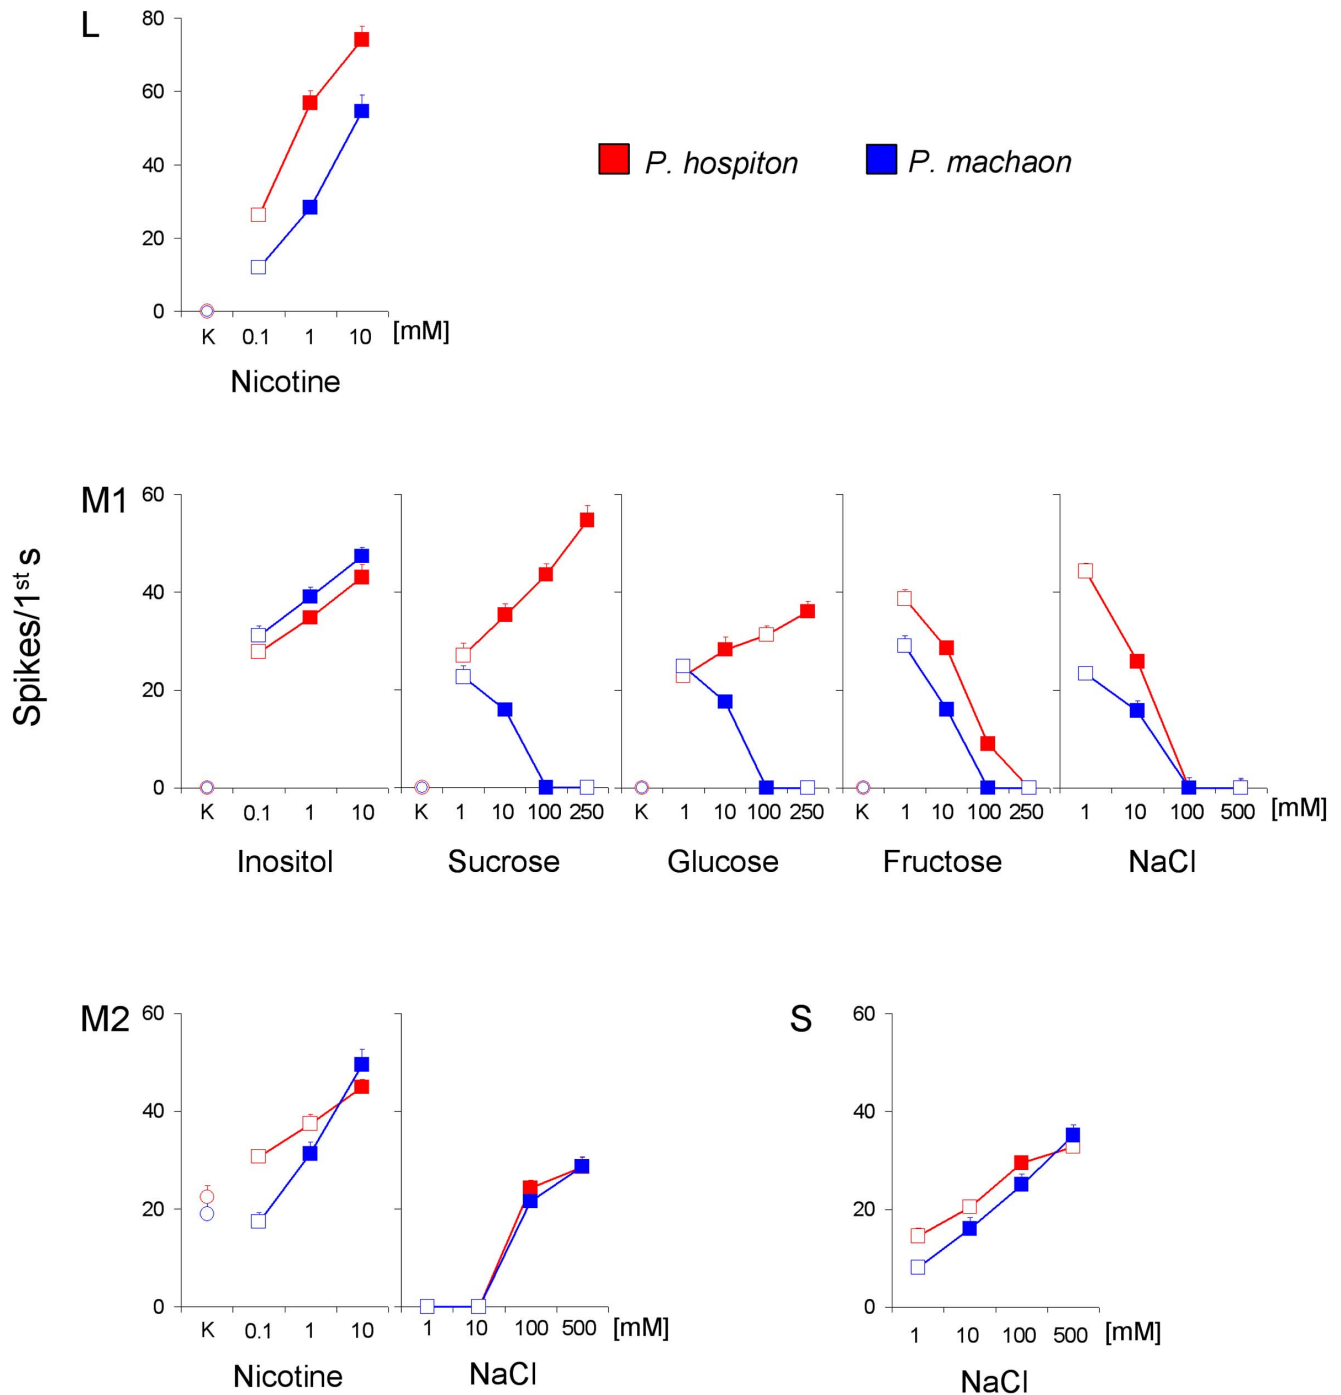 L
80
60
40
20
0
K 0.1 1 10 [mM]
Nicotine
P. hospiton P. machaon
Spikes/1st s
M1
60
40
20
0
K 0.1 1 10 K 1 10 100 250 K 1 10 100 250 K 1 10 100 250 1 10 100 500 [mM]
Inositol Sucrose Glucose Fructose NaCl
M2
60
40
20
0
K 0.1 1 10 1 10 100 500 [mM]
Nicotine NaCl
S
60
40
20
0
1 10 100 500 [mM]
NaCl